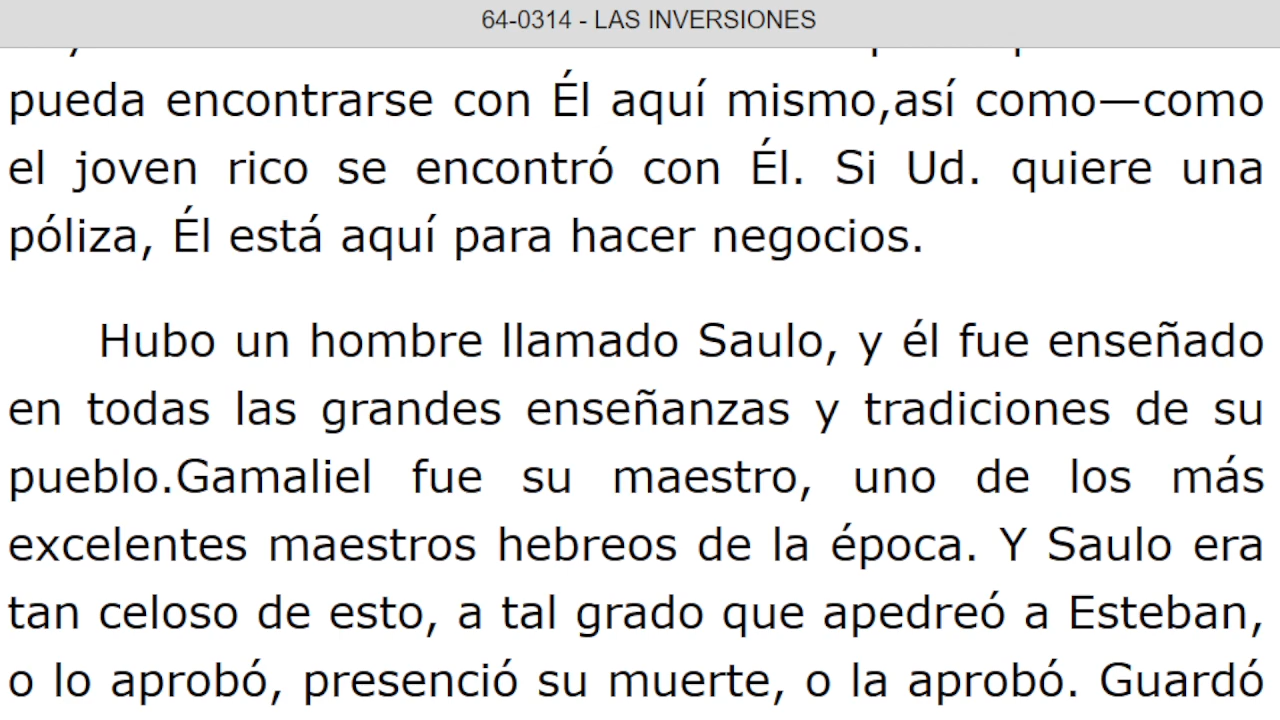 64-0314 - LAS INVERSIONES
pueda encontrarse con Él aquí mismo,así como—como
el joven rico se encontró con Él. Si Ud. quiere una
póliza, Él está aquí para hacer negocios.
Hubo un hombre llamado Saulo, y él fue enseñado
en todas las grandes enseñanzas y tradiciones de su
pueblo.Gamaliel fue su maestro, uno de los más
excelentes maestros hebreos de la época. Y Saulo era
tan celoso de esto, a tal grado que apedreó a Esteban,
o lo aprobó, presenció su muerte, o la aprobó. Guardó